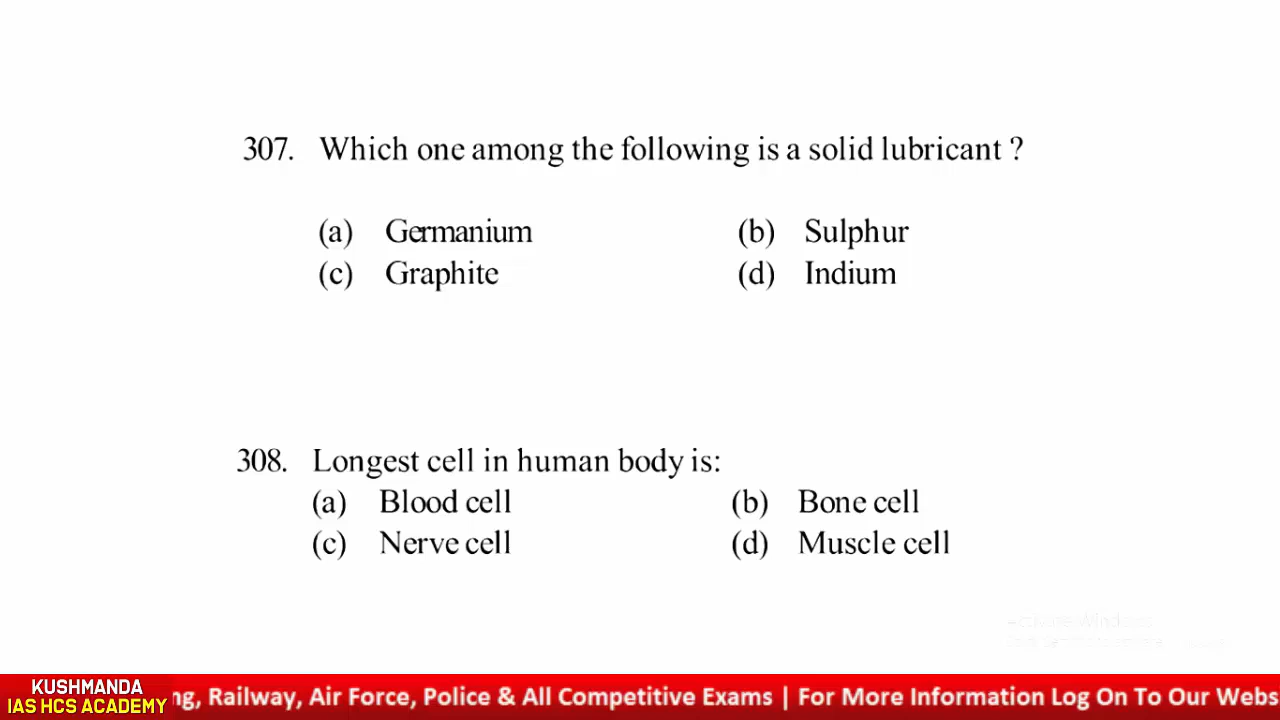 307. Which one among the following is a solid lubricant ?
(a) Germanium (b) Sulphur
(c) Graphite (d) Indium
308. Longest cell in human body is:
(a) Blood cell (b) Bone cell
(c) Nerve cell (d) Muscle cell
KUSHMANDA
IAS HCS ACADEMY
ng, Railway, Air Force, Police & All Competitive Exams | For More Information Log On To Our Webs